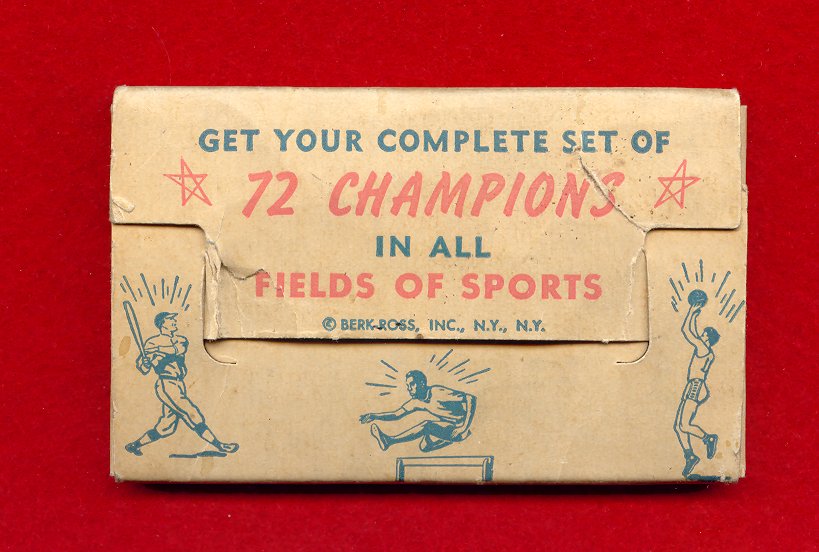 GET YOUR COMPLETE SET OF
72 CHAMPIONS
IN ALL
FIELDS OF SPORTS
© BERK-ROSS, INC., N.Y., N.Y.